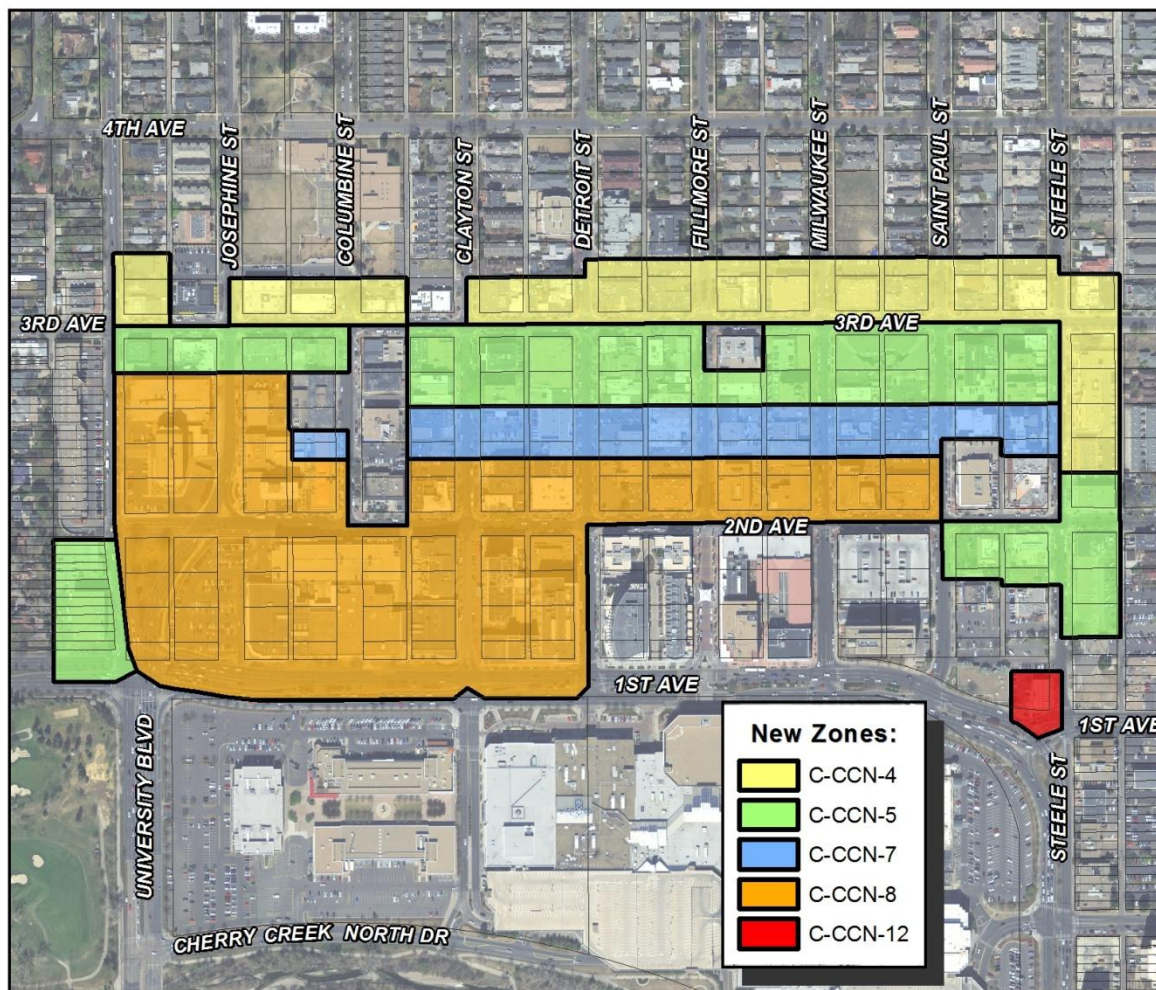 4TH AVE
JOSEPHINE ST
COLUMBINE ST
CLAYTON ST
DETROIT ST
FILLMORE ST
MILWAUKEE ST
SAINT PAUL ST
STEELE ST
3RD AVE
3RD AVE
2ND AVE
1ST AVE
1ST AVE
UNIVERSITY BLVD
STEELE ST
CHERRY CREEK NORTH DR
New Zones:
C-CCN-4
C-CCN-5
C-CCN-7
C-CCN-8
C-CCN-12